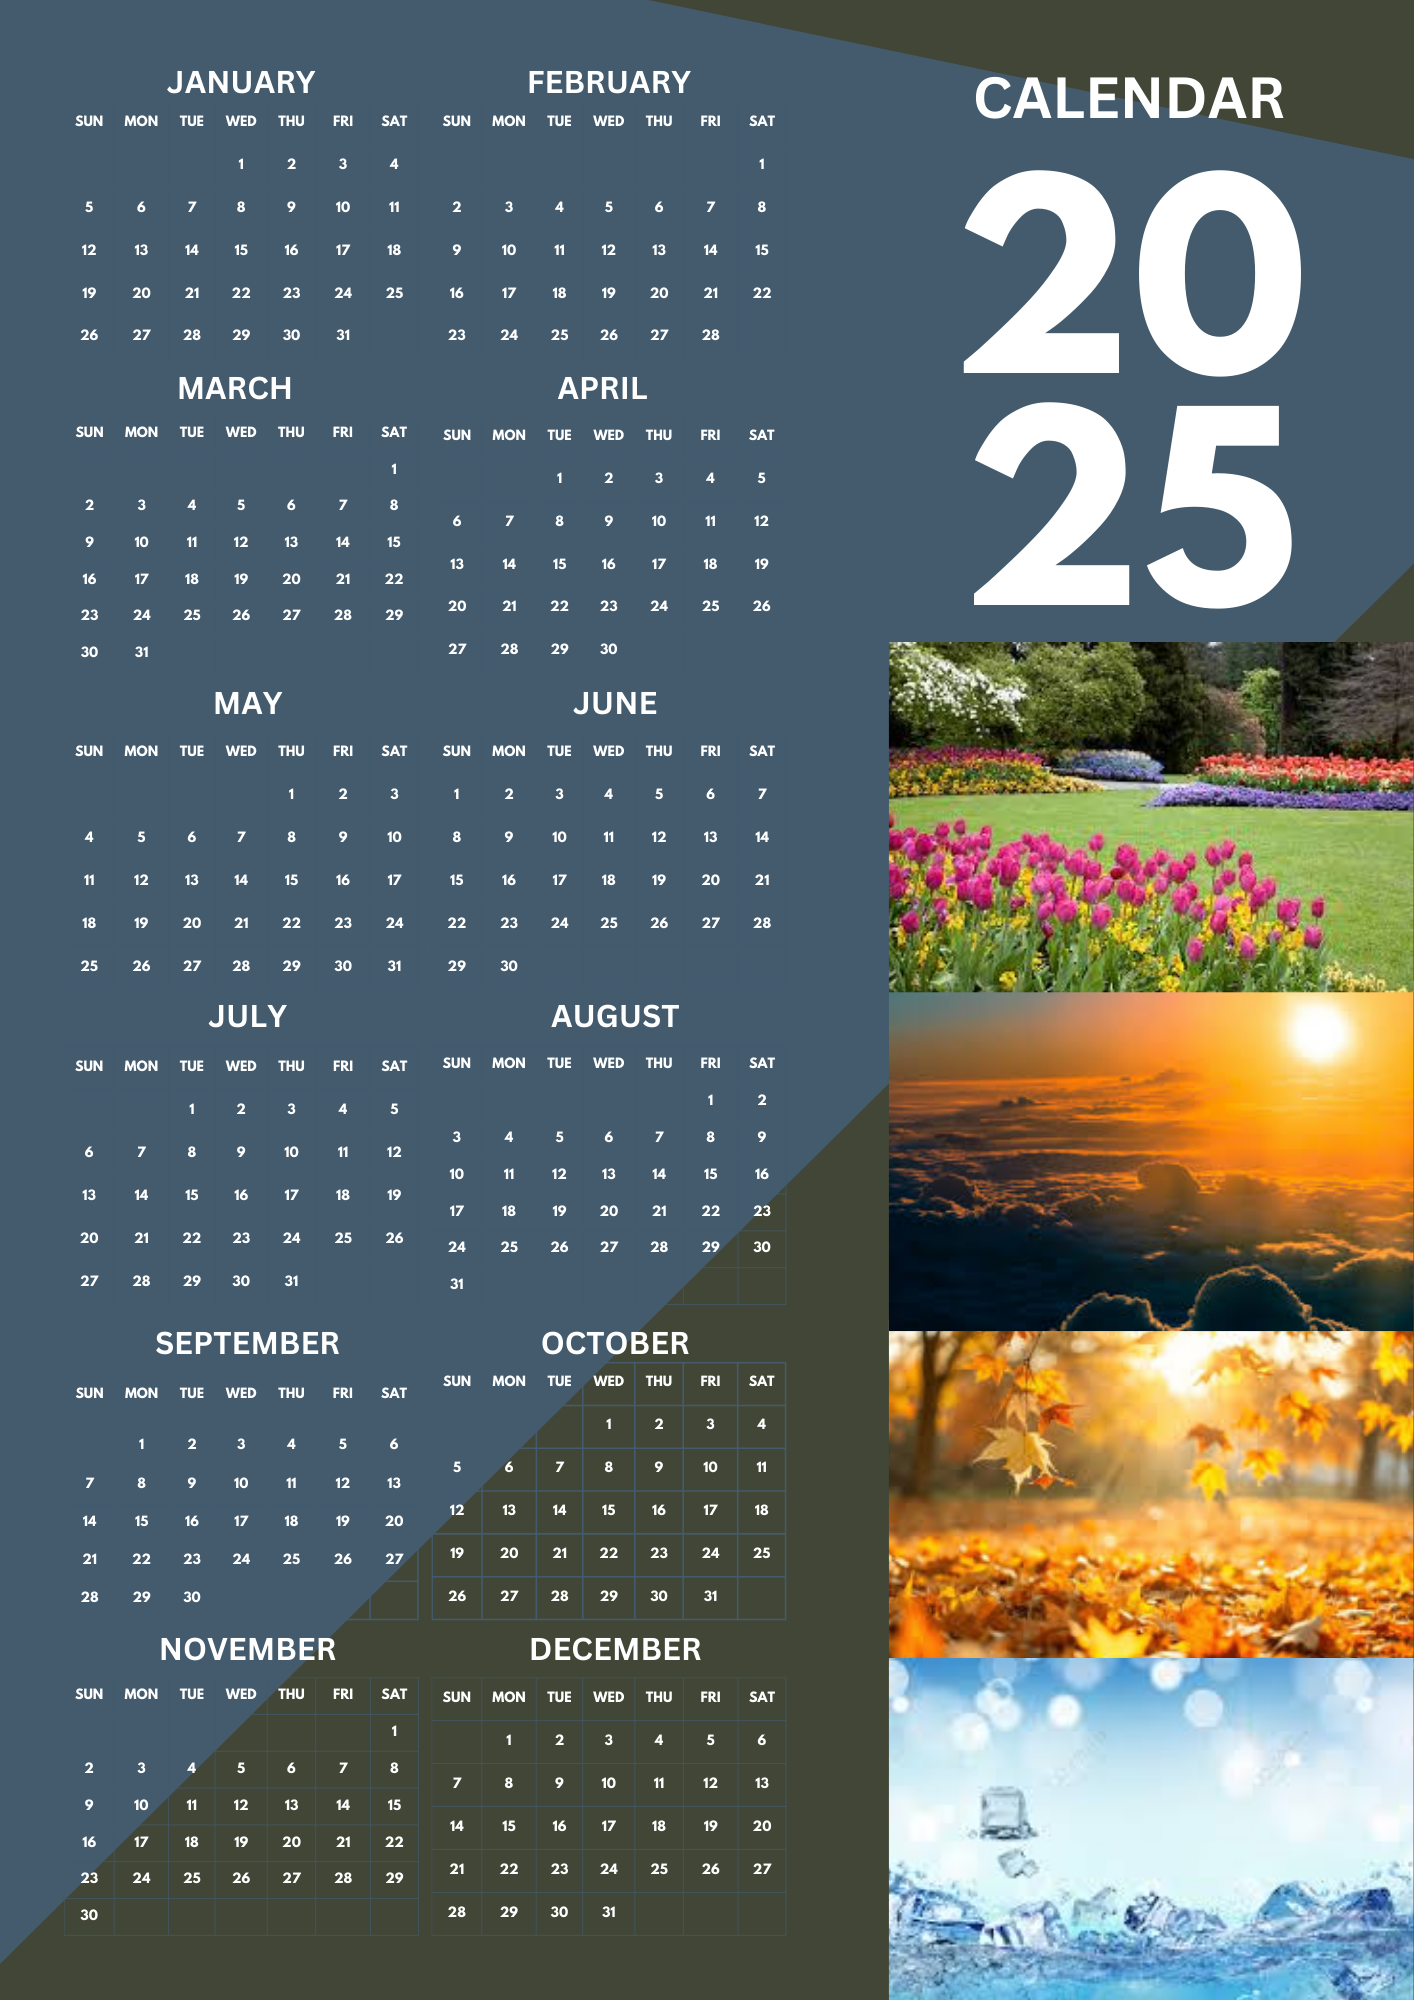 CALENDAR
20
25
JANUARY
SUN MON TUE WED THU FRI SAT
1 2 3 4
5 6 7 8 9 10 11
12 13 14 15 16 17 18
19 20 21 22 23 24 25
26 27 28 29 30 31
FEBRUARY
SUN MON TUE WED THU FRI SAT
1
2 3 4 5 6 7 8
9 10 11 12 13 14 15
16 17 18 19 20 21 22
23 24 25 26 27 28
MARCH
SUN MON TUE WED THU FRI SAT
1
2 3 4 5 6 7 8
9 10 11 12 13 14 15
16 17 18 19 20 21 22
23 24 25 26 27 28 29
30 31
APRIL
SUN MON TUE WED THU FRI SAT
1 2 3 4 5
6 7 8 9 10 11 12
13 14 15 16 17 18 19
20 21 22 23 24 25 26
27 28 29 30
MAY
SUN MON TUE WED THU FRI SAT
1 2 3
4 5 6 7 8 9 10
11 12 13 14 15 16 17
18 19 20 21 22 23 24
25 26 27 28 29 30 31
JUNE
SUN MON TUE WED THU FRI SAT
1 2 3 4 5 6 7
8 9 10 11 12 13 14
15 16 17 18 19 20 21
22 23 24 25 26 27 28
29 30
JULY
SUN MON TUE WED THU FRI SAT
1 2 3 4 5
6 7 8 9 10 11 12
13 14 15 16 17 18 19
20 21 22 23 24 25 26
27 28 29 30 31
AUGUST
SUN MON TUE WED THU FRI SAT
1 2
3 4 5 6 7 8 9
10 11 12 13 14 15 16
17 18 19 20 21 22 23
24 25 26 27 28 29 30
31
SEPTEMBER
SUN MON TUE WED THU FRI SAT
1 2 3 4 5 6
7 8 9 10 11 12 13
14 15 16 17 18 19 20
21 22 23 24 25 26 27
28 29 30
OCTOBER
SUN MON TUE WED THU FRI SAT
1 2 3 4
5 6 7 8 9 10 11
12 13 14 15 16 17 18
19 20 21 22 23 24 25
26 27 28 29 30 31
NOVEMBER
SUN MON TUE WED THU FRI SAT
1
2 3 4 5 6 7 8
9 10 11 12 13 14 15
16 17 18 19 20 21 22
23 24 25 26 27 28 29
30
DECEMBER
SUN MON TUE WED THU FRI SAT
1 2 3 4 5 6
7 8 9 10 11 12 13
14 15 16 17 18 19 20
21 22 23 24 25 26 27
28 29 30 31